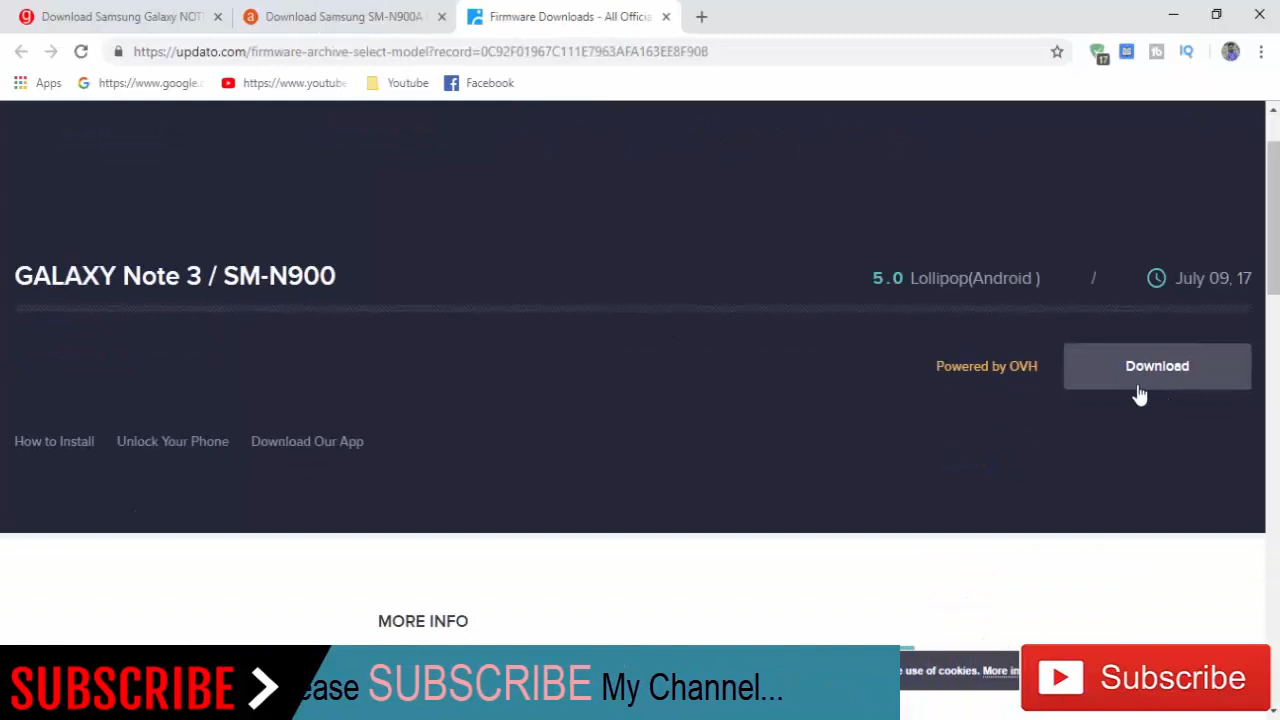 Download Samsung Galaxy NOT
Download Samsung SM-N900A
Firmware Downloads - All Offici
https://updato.com/firmware-archive-select-model?record=0C92F01967C111E7963AFA163EE8F908
17
Apps
https://www.google.c
https://www.youtube
Youtube
Facebook
GALAXY Note 3 / SM-N900
5.0 Lollipop(Android ) / July 09, 17
Powered by OVH
Download
How to Install
Unlock Your Phone
Download Our App
MORE INFO
use of cookies. More in
SUBSCRIBE
ease SUBSCRIBE My Channel...
Subscribe